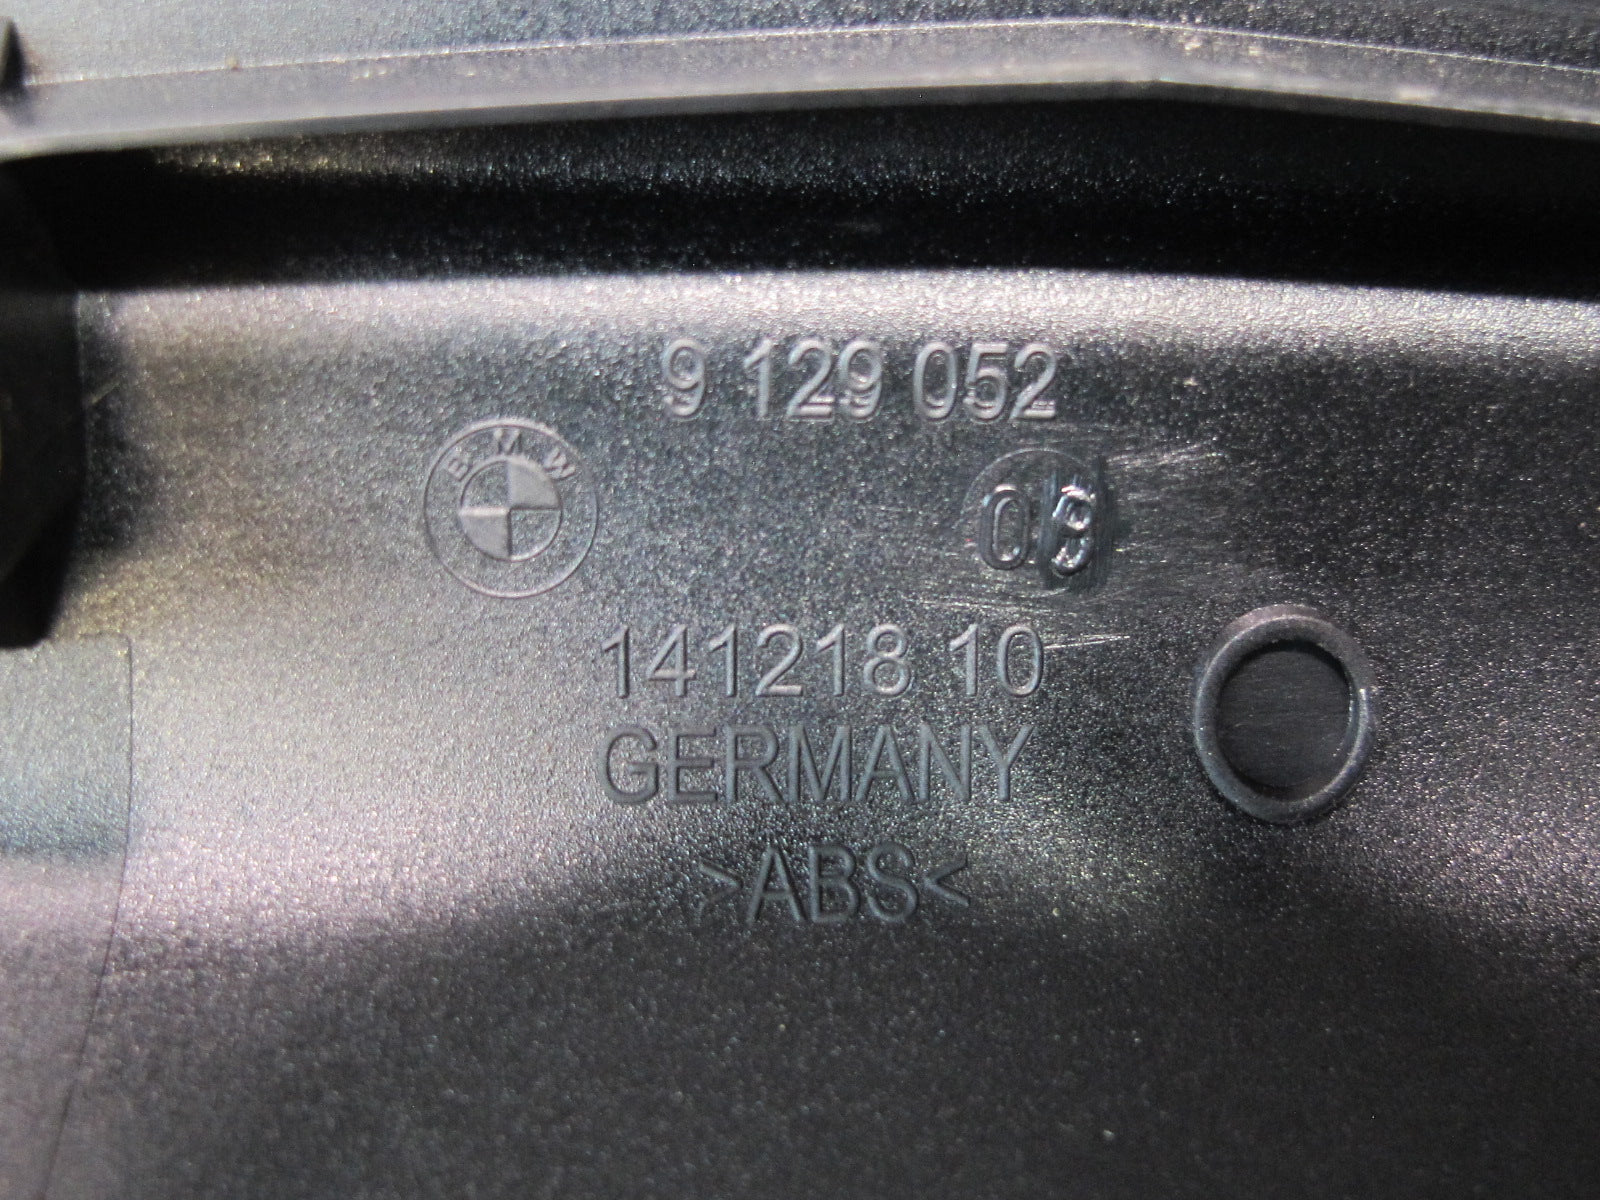 9 129 052
BMW
141218 10
GERMANY
>ABS<